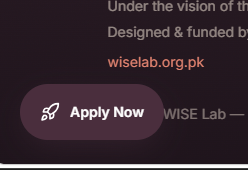 Under the vision of th
Designed & funded by
wiselab.org.pk
Apply Now
WISE Lab —